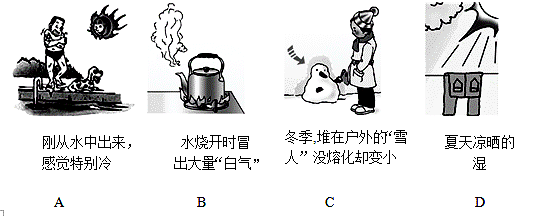 刚从水中出来，
感觉特别冷
水烧开时冒
出大量“白气”
冬季，堆在户外的“雪
人”没熔化却变小
夏天凉晒的
湿
A
B
C
D